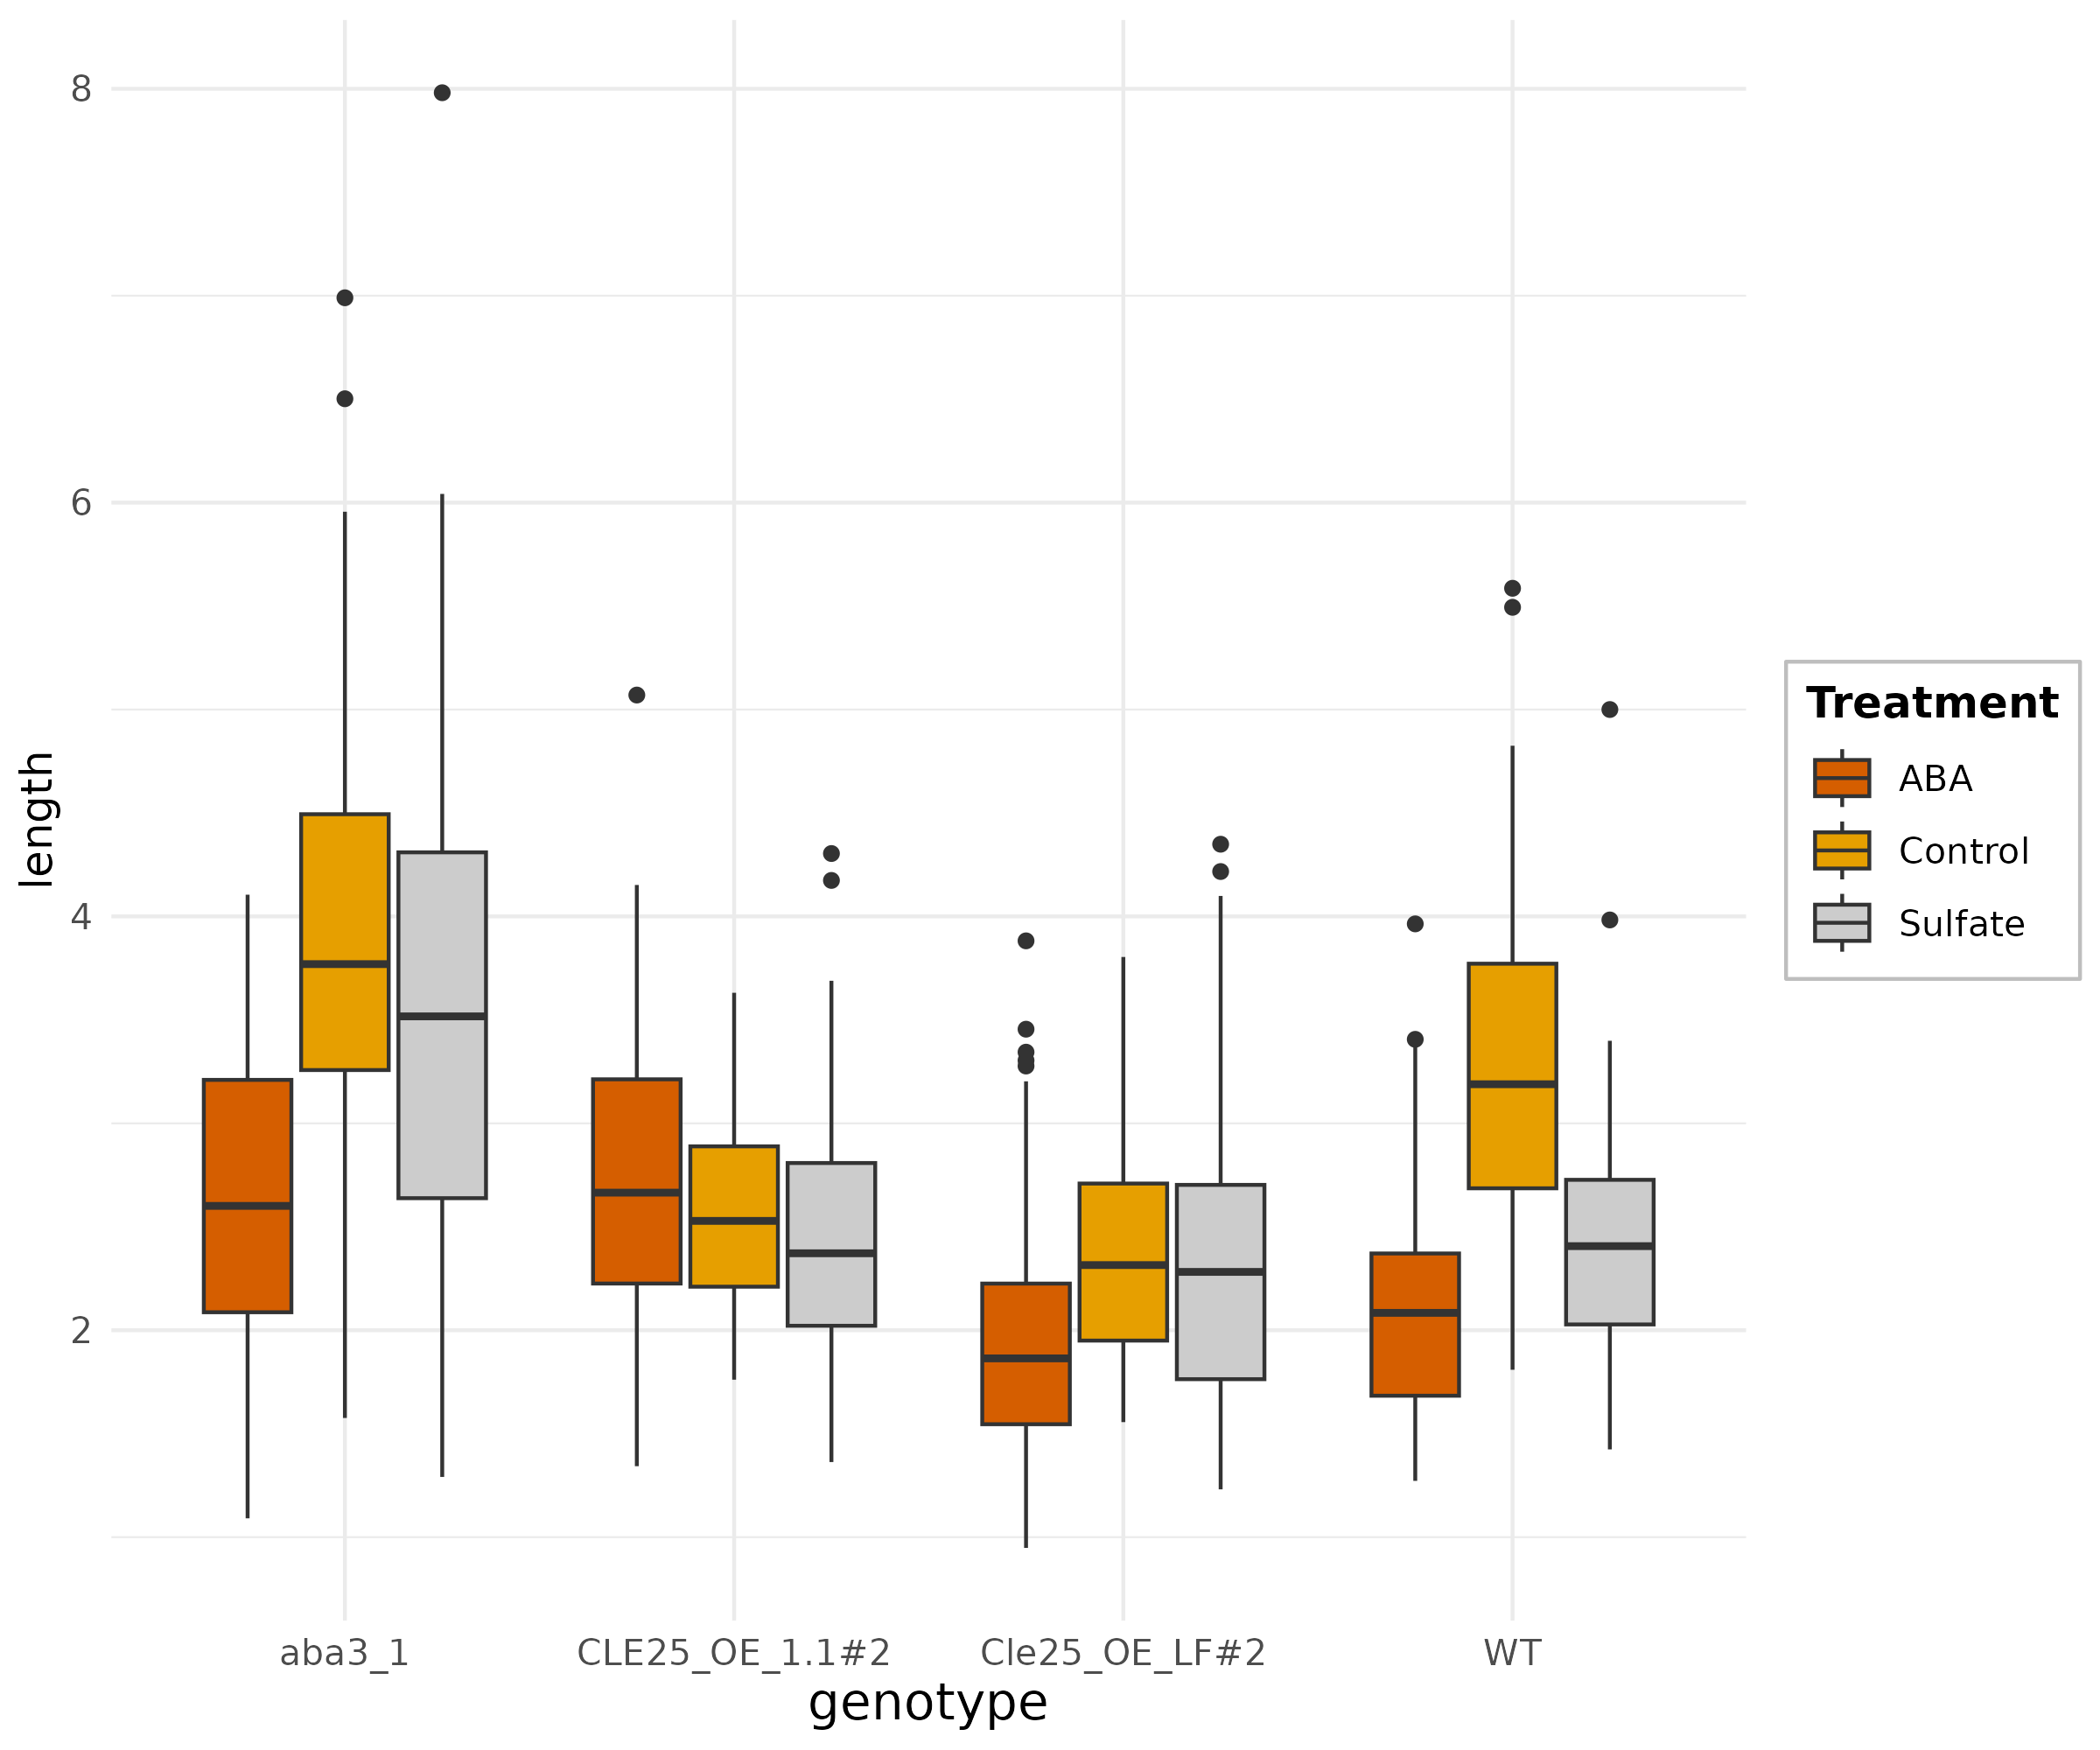 8
6
4
2
length
aba3_1
CLE25_OE_1.1#2
Cle25_OE_LF#2
WT
genotype
Treatment
ABA
Control
Sulfate